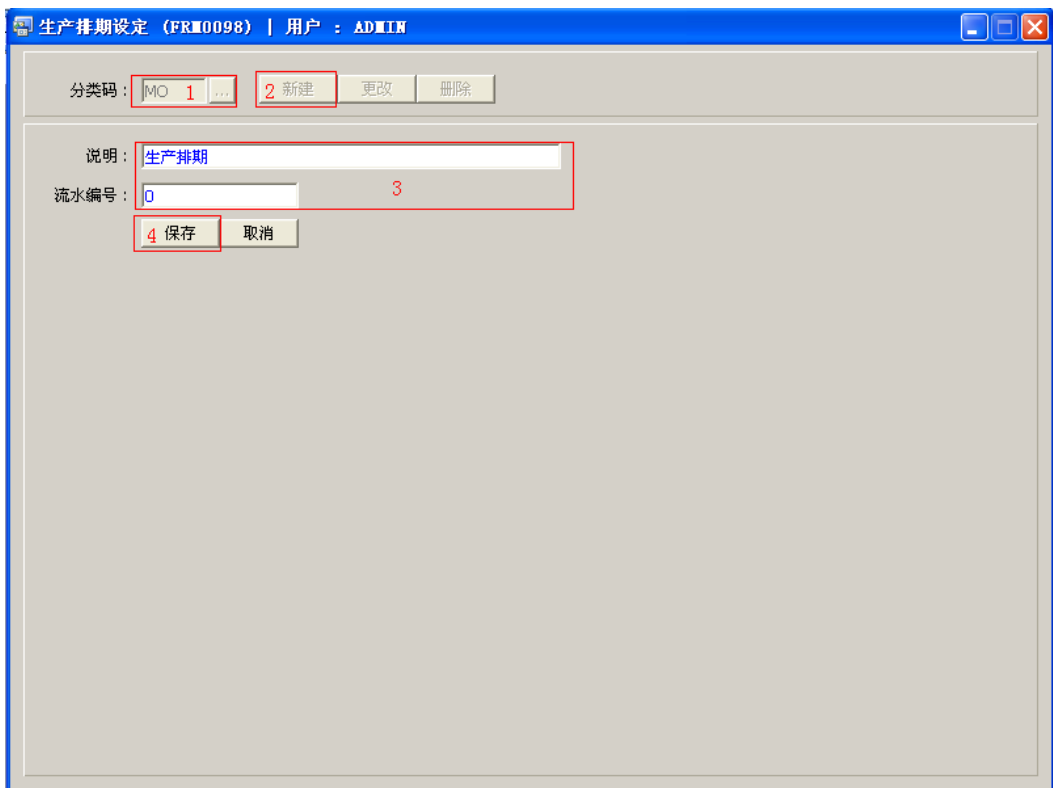 生产排期设定 (FRM0098) | 用户 : ADMIN
分类码: MO 1 ... 2 新建 更改 删除
说明: 生产排期
流水编号: 0 3
4 保存 取消